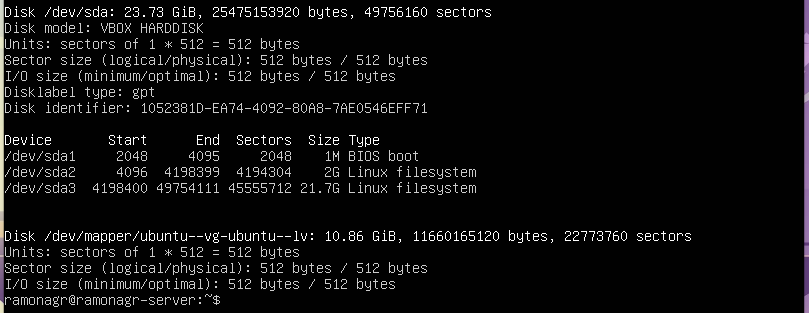 Disk /dev/sda: 23.73 GiB, 25475153920 bytes, 49756160 sectors
Disk model: VBOX HARDDISK
Units: sectors of 1 * 512 = 512 bytes
Sector size (logical/physical): 512 bytes / 512 bytes
I/O size (minimum/optimal): 512 bytes / 512 bytes
Disklabel type: gpt
Disk identifier: 1052381D-EA74-4092-80A8-7AE0546EFF71
Device       Start      End  Sectors  Size Type
/dev/sda1     2048     4095     2048    1M BIOS boot
/dev/sda2     4096  4198399  4194304    2G Linux filesystem
/dev/sda3  4198400 49754111 45555712 21.7G Linux filesystem
Disk /dev/mapper/ubuntu--vg-ubuntu--lv: 10.86 GiB, 11660165120 bytes, 22773760 sectors
Units: sectors of 1 * 512 = 512 bytes
Sector size (logical/physical): 512 bytes / 512 bytes
I/O size (minimum/optimal): 512 bytes / 512 bytes
ramonagr@ramonagr-server:~$